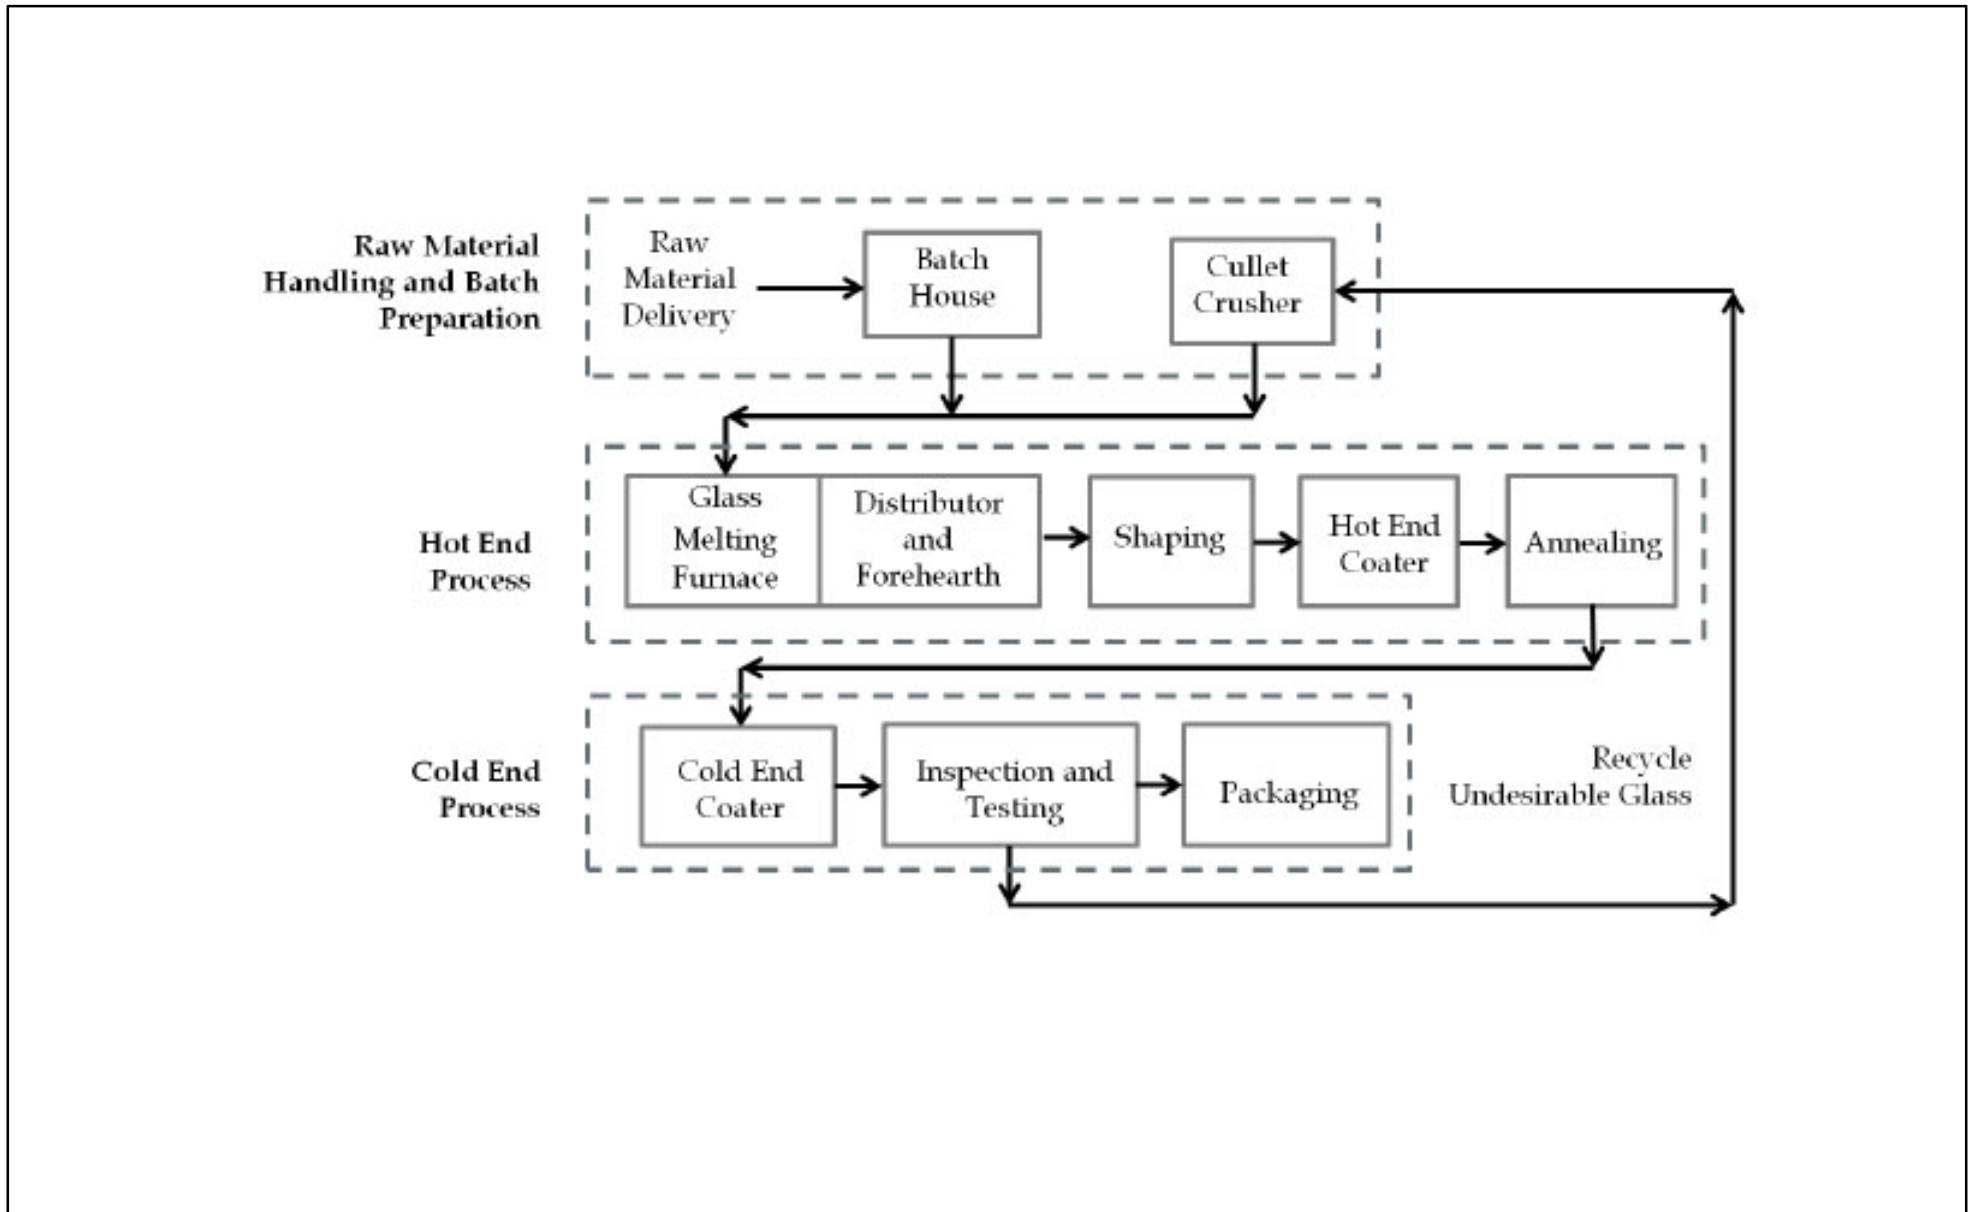 Raw Material
Handling and Batch
Preparation
Raw
Material
Delivery
Batch
House
Cullet
Crusher
Hot End
Process
Glass
Melting
Furnace
Distributor
and
Forehearth
Shaping
Hot End
Coater
Annealing
Cold End
Process
Cold End
Coater
Inspection and
Testing
Packaging
Recycle
Undesirable Glass